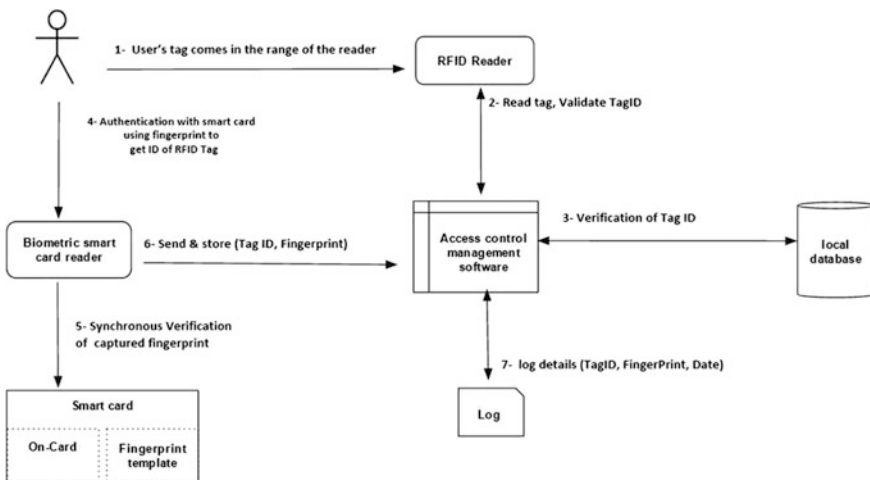 1- User's tag comes in the range of the reader
RFID Reader
2- Read tag, Validate TagID
4- Authentication with smart card
using fingerprint to
get ID of RFID Tag
3- Verification of Tag ID
Biometric smart
card reader
6- Send & store (Tag ID, Fingerprint)
Access control
management
software
local
database
5- Synchronous Verification
of captured fingerprint
7- log details (TagID, FingerPrint, Date)
Log
Smart card
On-Card
Fingerprint
template